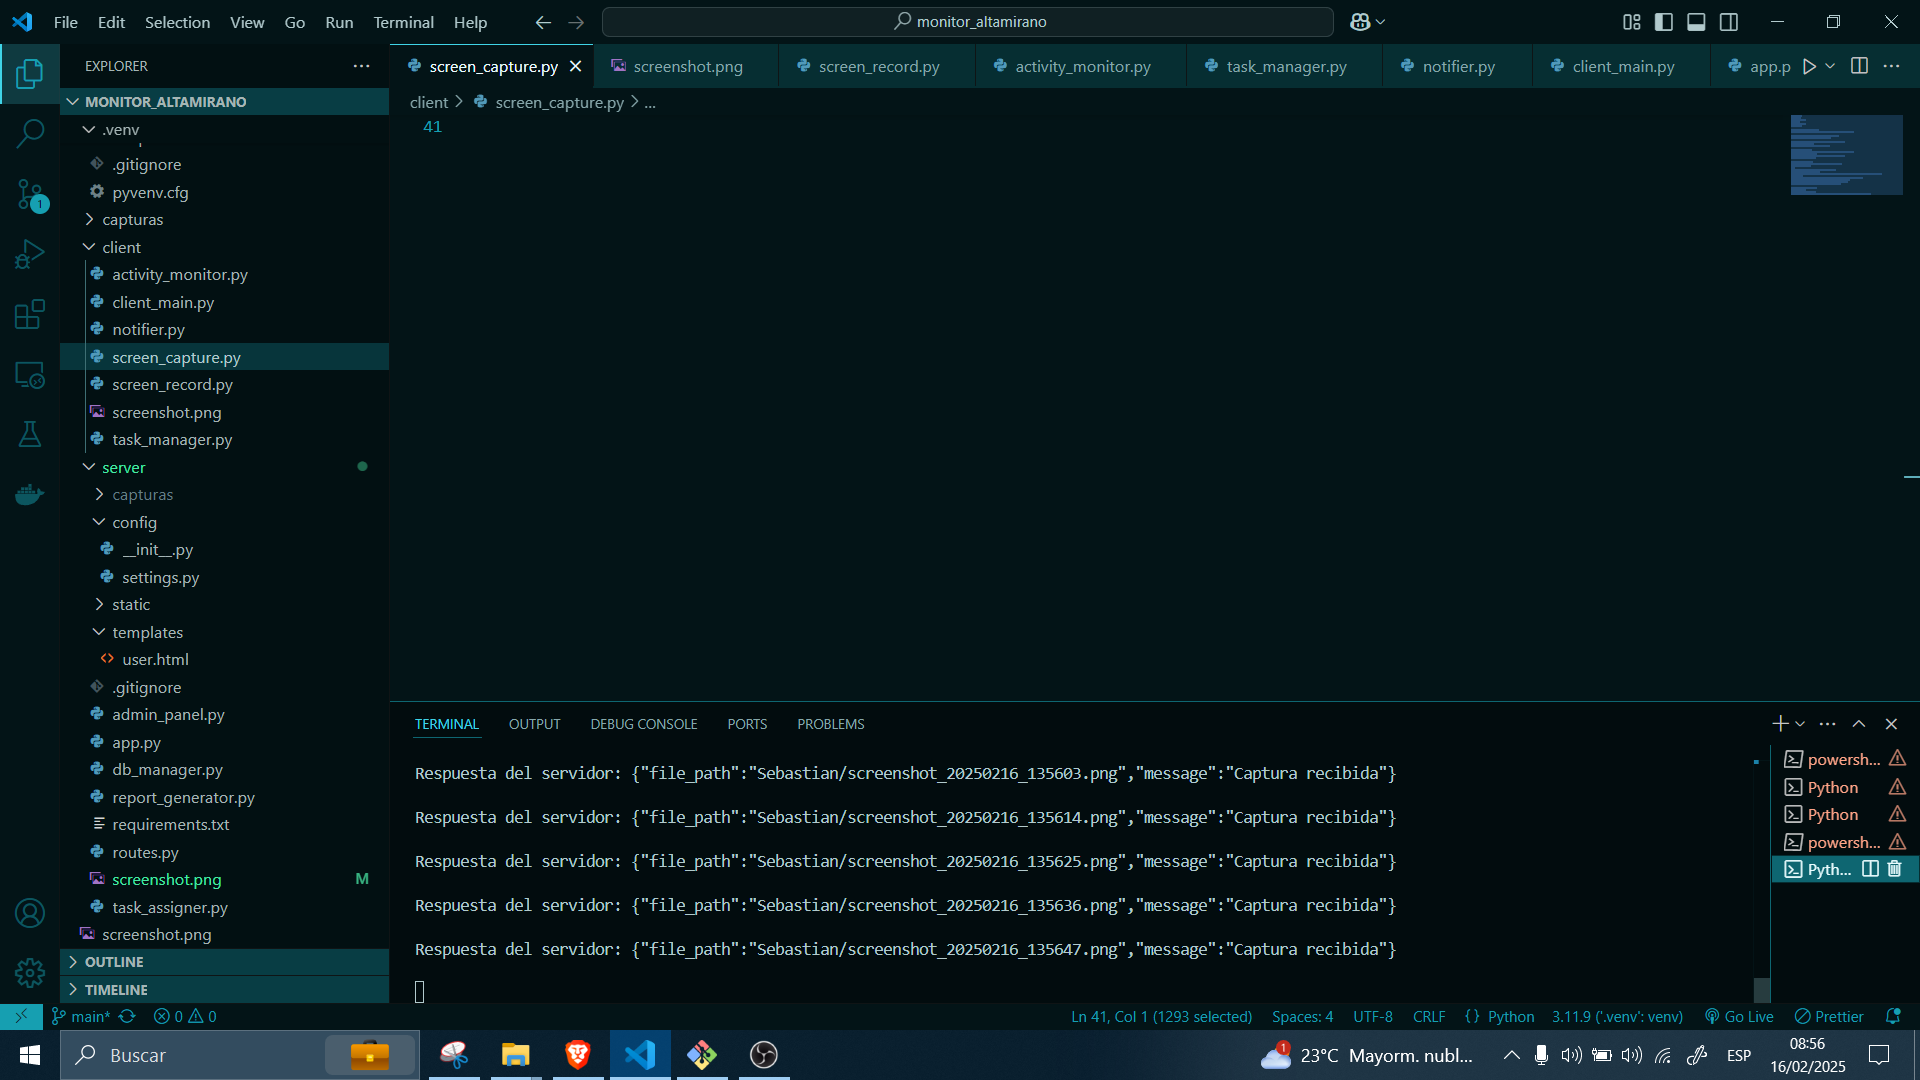 File Edit Selection View Go Run Terminal Help
monitor_altamirano
EXPLORER
screen_capture.py
screenshot.png
screen_record.py
activity_monitor.py
task_manager.py
notifier.py
client_main.py
app.p
MONITOR_ALTAMIRANO
client > screen_capture.py > ...
41
.venv
.gitignore
pyvenv.cfg
capturas
client
activity_monitor.py
client_main.py
notifier.py
screen_capture.py
screen_record.py
screenshot.png
task_manager.py
server
capturas
config
__init__.py
settings.py
static
templates
user.html
.gitignore
admin_panel.py
app.py
db_manager.py
report_generator.py
requirements.txt
routes.py
screenshot.png M
task_assigner.py
screenshot.png
OUTLINE
TIMELINE
1
TERMINAL OUTPUT DEBUG CONSOLE PORTS PROBLEMS
Respuesta del servidor: {"file_path":"Sebastian/screenshot_20250216_135603.png","message":"Captura recibida"}
Respuesta del servidor: {"file_path":"Sebastian/screenshot_20250216_135614.png","message":"Captura recibida"}
Respuesta del servidor: {"file_path":"Sebastian/screenshot_20250216_135625.png","message":"Captura recibida"}
Respuesta del servidor: {"file_path":"Sebastian/screenshot_20250216_135636.png","message":"Captura recibida"}
Respuesta del servidor: {"file_path":"Sebastian/screenshot_20250216_135647.png","message":"Captura recibida"}
powersh...
Python
Python
powersh...
Pyth...
main* 0 0 Ln 41, Col 1 (1293 selected) Spaces: 4 UTF-8 CRLF {} Python 3.11.9 ('.venv': venv) Go Live Prettier
Buscar
1
23°C Mayorm. nubl...
ESP
08:56
16/02/2025